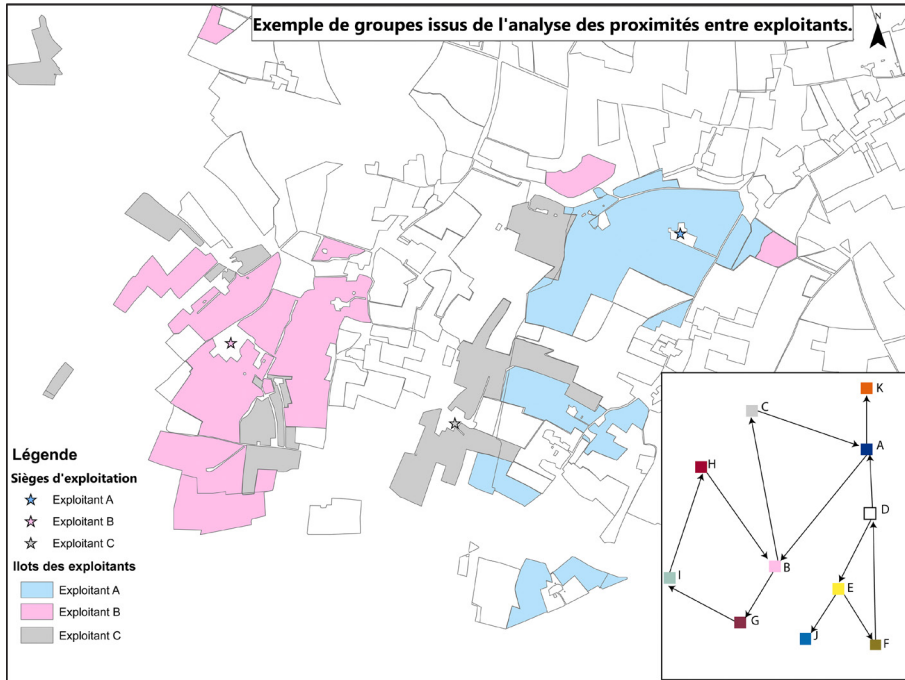 Exemple de groupes issus de l'analyse des proximités entre exploitants.
N
Légende
Sièges d'exploitation
Exploitant A
Exploitant B
Exploitant C
Ilots des exploitants
Exploitant A
Exploitant B
Exploitant C
K
C
A
H
D
B
I
E
G
J
F